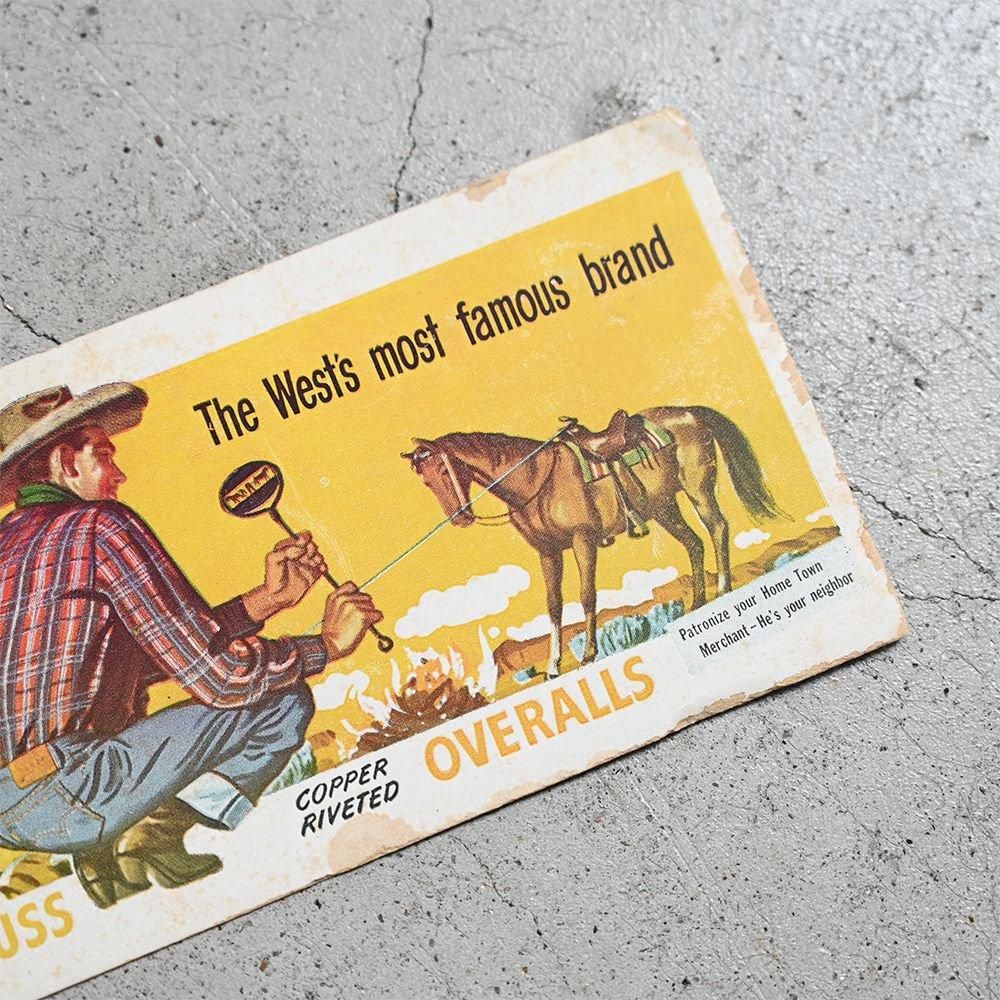 The West's most famous brand
Patronize your Home Town
Merchant-He's your neighbor
COPPER
RIVETED
OVERALLS
USS